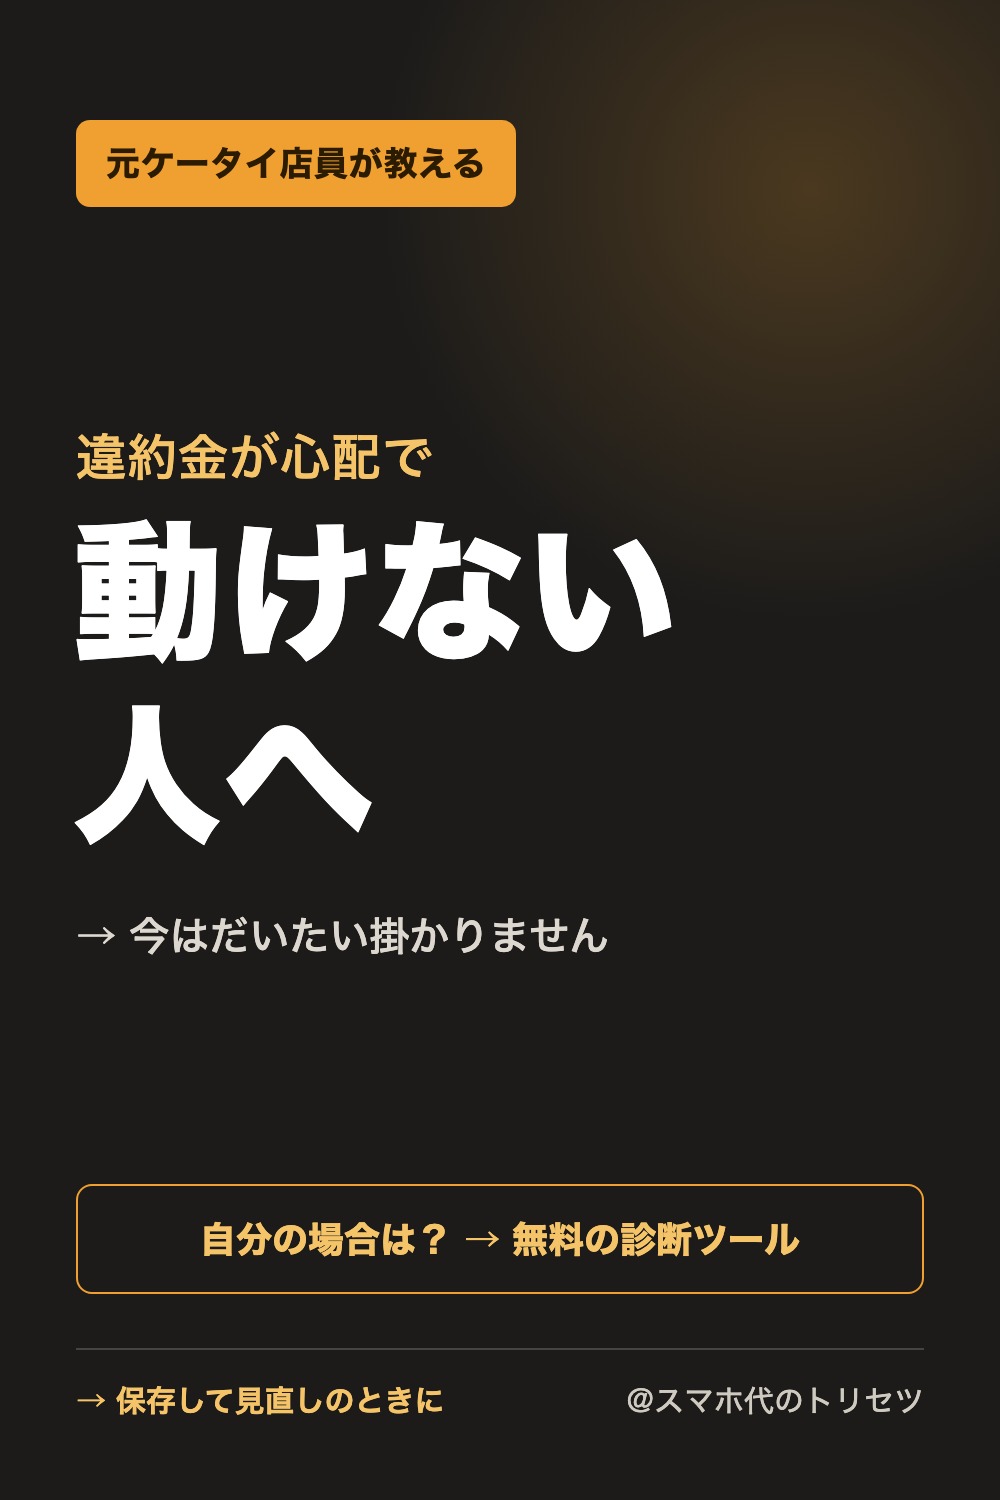 元ケータイ店員が教える
違約金が心配で
動けない
人へ
→ 今はだいたい掛かりません
自分の場合は？ → 無料の診断ツール
→ 保存して見直しのときに
@スマホ代のトリセツ